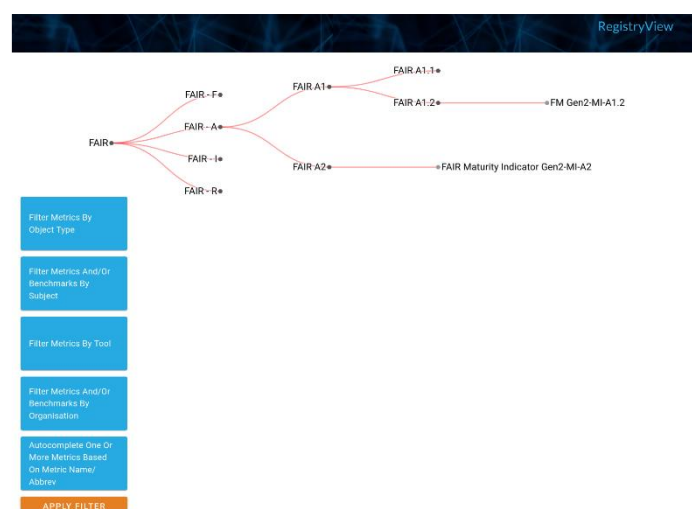 RegistryView
FAIR A1.1
FAIR A1
FAIR - F
FAIR A1.2
FM Gen2-MI-A1.2
FAIR - A
FAIR
FAIR - I
FAIR A2
FAIR Maturity Indicator Gen2-MI-A2
FAIR - R
Filter Metrics By
Object Type
Filter Metrics And/Or
Benchmarks By
Subject
Filter Metrics By Tool
Filter Metrics And/Or
Benchmarks By
Organisation
Autocomplete One Or
More Metrics Based
On Metric Name/
Abbrev
APPLY FILTER